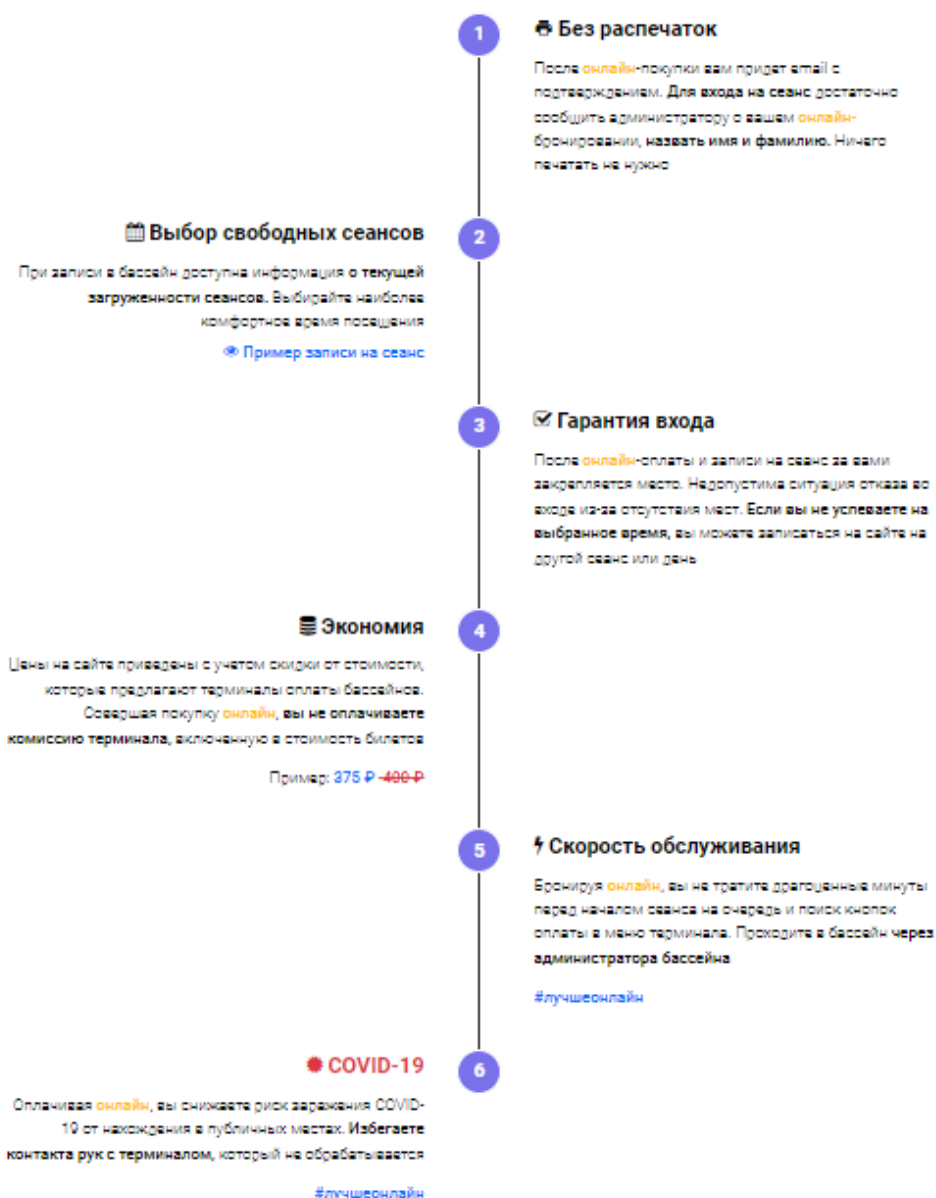 1
Без распечаток
После онлайн-покупки вам придет email с
подтверждением. Для входа на сеанс достаточно
сообщить администратору о вашем онлайн-
бронировании, назвать имя и фамилию. Ничего
печатать не нужно
2
Выбор свободных сеансов
При записи в бассейн доступна информация о текущей
загруженности сеансов. Выбирайте наиболее
комфортное время посещения
Пример записи на сеанс
3
Гарантия входа
После онлайн-оплаты и записи на сеанс за вами
закрепляется место. Недопустима ситуация отказа во
входе из-за отсутствия мест. Если вы не успеваете на
выбранное время, вы можете записаться на сайте на
другой сеанс или день
4
Экономия
Цены на сайте приведены с учетом скидки от стоимости,
которые предлагают терминалы оплаты бассейнов.
Совершая покупку онлайн, вы не оплачиваете
комиссию терминала, включенную в стоимость билетов
Пример: 375 ₽ 400 ₽
5
Скорость обслуживания
Бронируя онлайн, вы не тратите драгоценные минуты
перед началом сеанса на очередь и поиск кнопок
оплаты в меню терминала. Проходите в бассейн через
администратора бассейна
#лучшеонлайн
6
COVID-19
Оплачивая онлайн, вы снижаете риск заражения COVID-
19 от нахождения в публичных местах. Избегаете
контакта рук с терминалом, который не обрабатывается
#лучшеонлайн